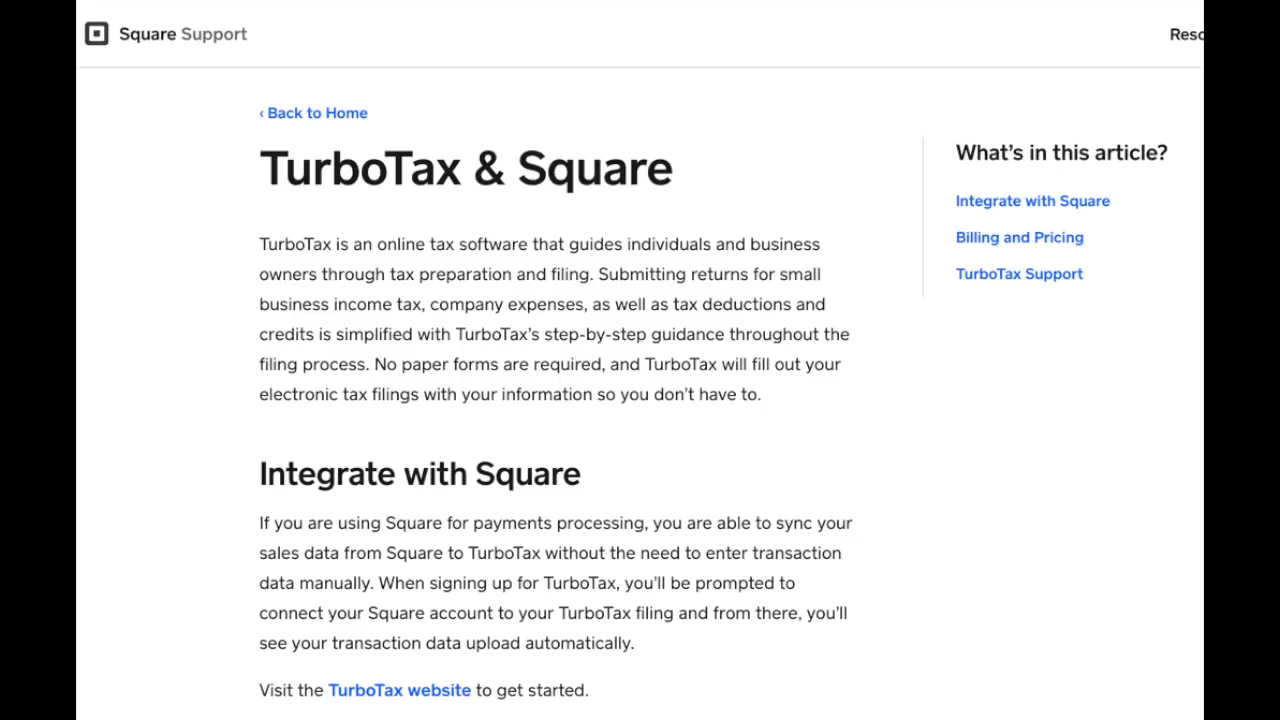 Square Support
Reso
‹ Back to Home
TurboTax & Square
TurboTax is an online tax software that guides individuals and business
owners through tax preparation and filing. Submitting returns for small
business income tax, company expenses, as well as tax deductions and
credits is simplified with TurboTax's step-by-step guidance throughout the
filing process. No paper forms are required, and TurboTax will fill out your
electronic tax filings with your information so you don't have to.
Integrate with Square
If you are using Square for payments processing, you are able to sync your
sales data from Square to TurboTax without the need to enter transaction
data manually. When signing up for TurboTax, you'll be prompted to
connect your Square account to your TurboTax filing and from there, you'll
see your transaction data upload automatically.
Visit the TurboTax website to get started.
What's in this article?
Integrate with Square
Billing and Pricing
TurboTax Support